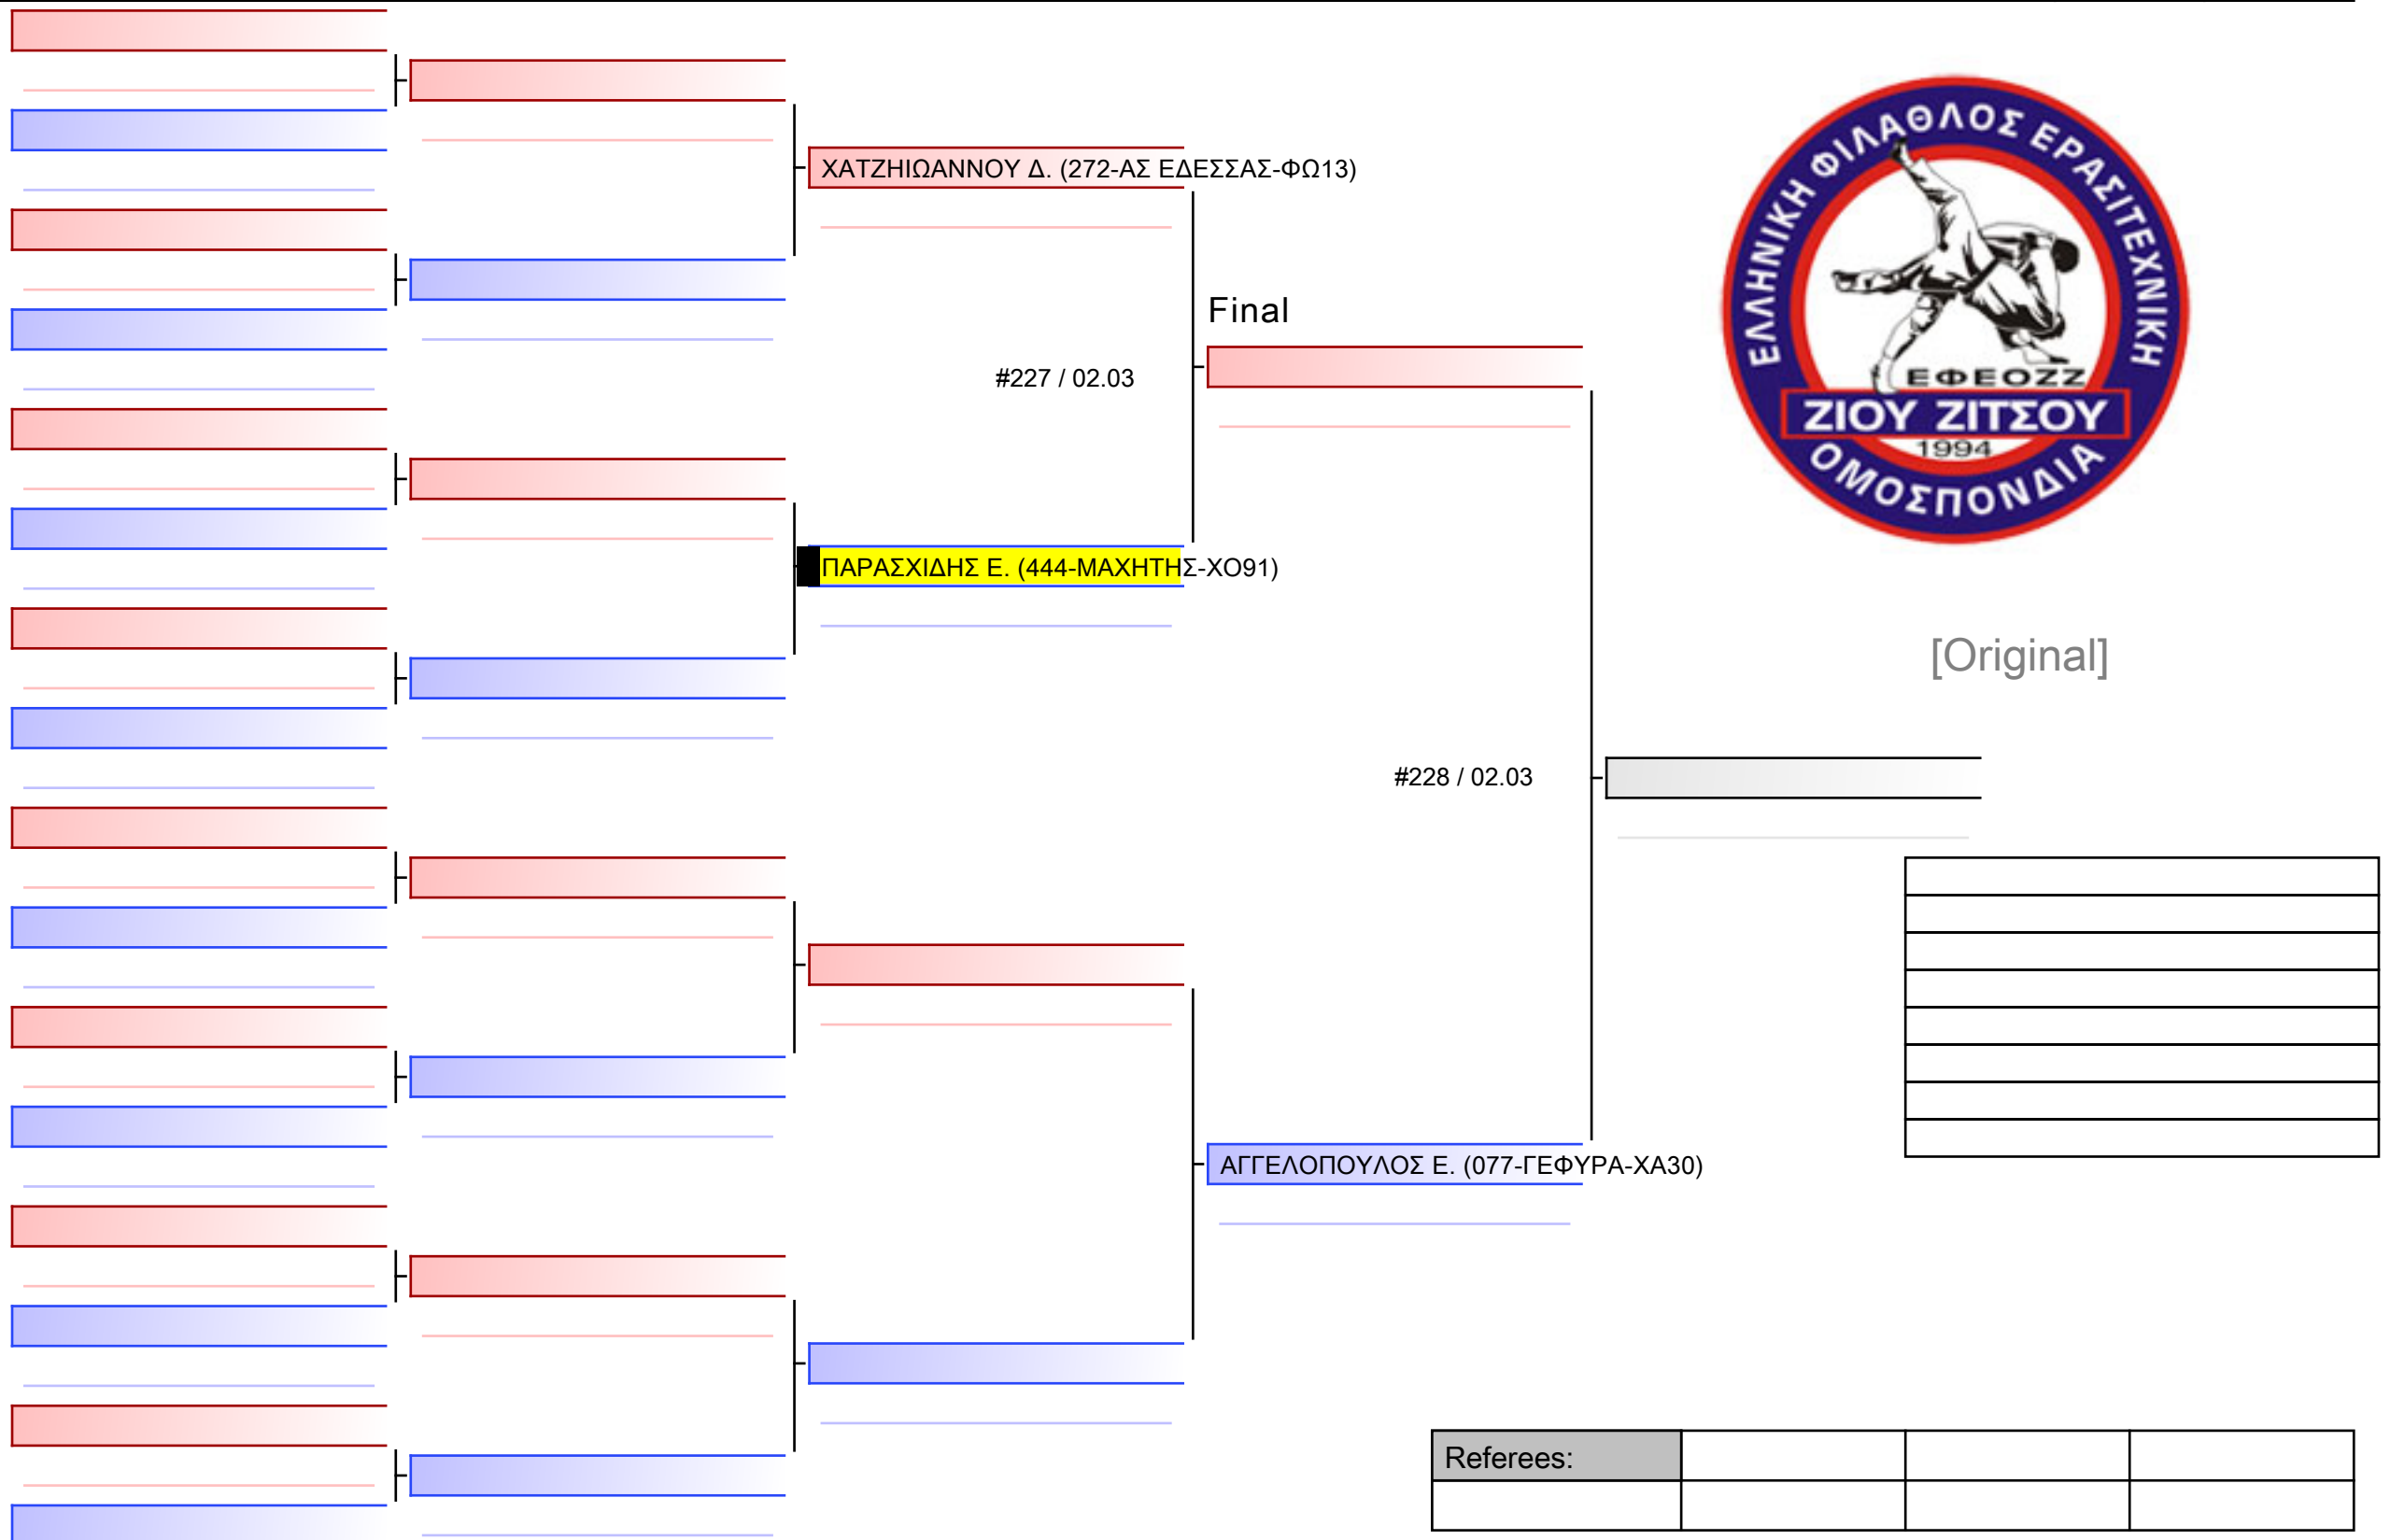 ΧΑΤΖΗΙΩΑΝΝΟΥ Δ. (272-ΑΣ ΕΔΕΣΣΑΣ-ΦΩ13)
Final
#227 / 02.03
ΠΑΡΑΣΧΙΔΗΣ Ε. (444-ΜΑΧΗΤΗΣ-ΧΟ91)
ΕΛΛΗΝΙΚΗ ΦΙΛΑΘΛΟΣ ΕΡΑΣΙΤΕΧΝΙΚΗ
ΕΦΕΟΖΖ
ΖΙΟΥ ΖΙΤΣΟΥ
1994
ΟΜΟΣΠΟΝΔΙΑ
[Original]
#228 / 02.03
ΑΓΓΕΛΟΠΟΥΛΟΣ Ε. (077-ΓΕΦΥΡΑ-ΧΑ30)
Referees: